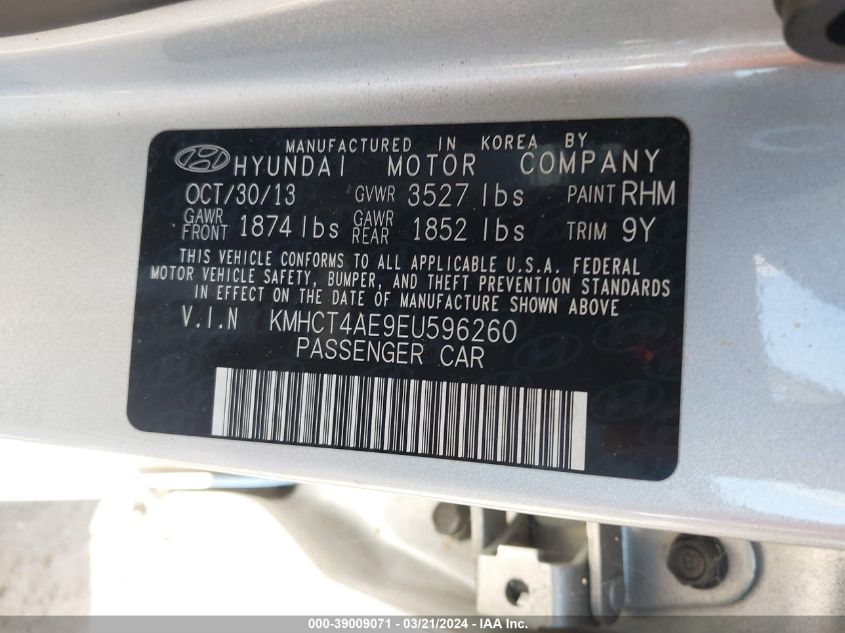 MANUFACTURED IN KOREA BY
HYUNDAI MOTOR COMPANY
OCT/30/13 GVWR 3527 lbs PAINT RHM
GAWR FRONT 1874 lbs GAWR REAR 1852 lbs TRIM 9Y
THIS VEHICLE CONFORMS TO ALL APPLICABLE U.S.A. FEDERAL
MOTOR VEHICLE SAFETY, BUMPER, AND THEFT PREVENTION STANDARDS
IN EFFECT ON THE DATE OF MANUFACTURE SHOWN ABOVE
V.I.N KMHCT4AE9EU596260
PASSENGER CAR
000-39009071 - 03/21/2024 - IAA Inc.